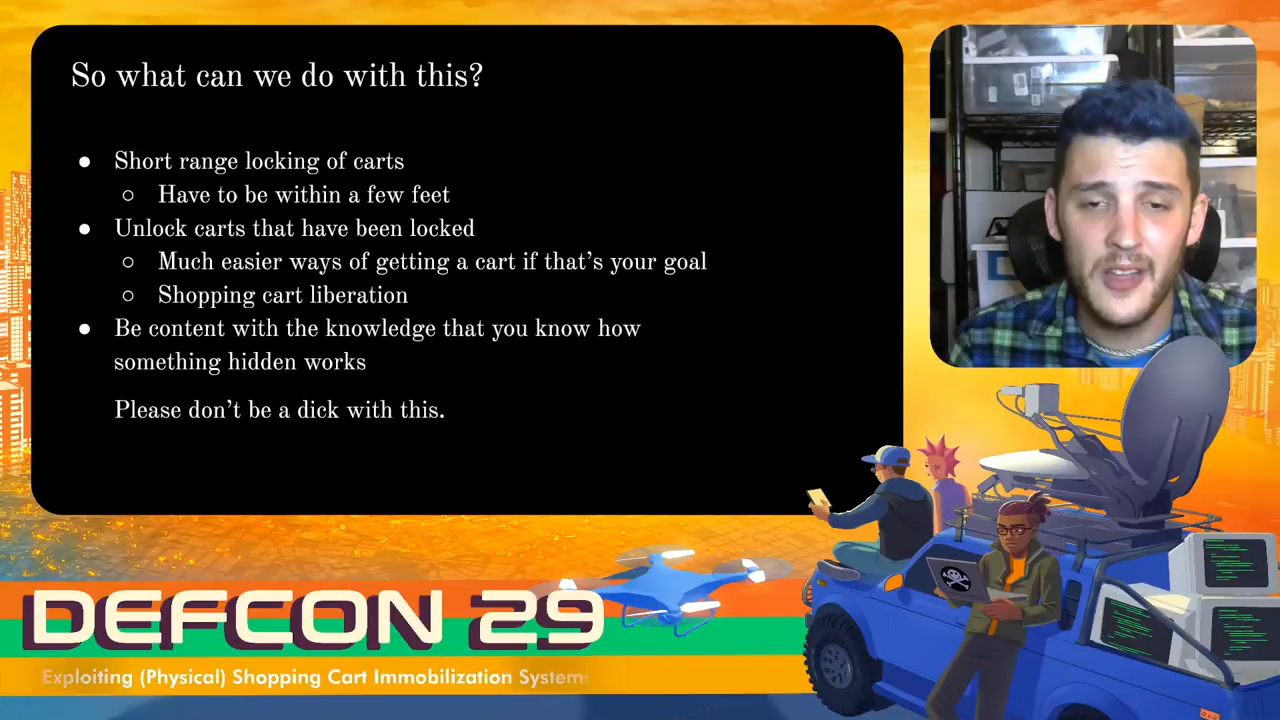 So what can we do with this?
● Short range locking of carts
○ Have to be within a few feet
● Unlock carts that have been locked
○ Much easier ways of getting a cart if that’s your goal
○ Shopping cart liberation
● Be content with the knowledge that you know how
something hidden works
Please don’t be a dick with this.
DEFCON 29
Exploiting (Physical) Shopping Cart Immobilization Systems